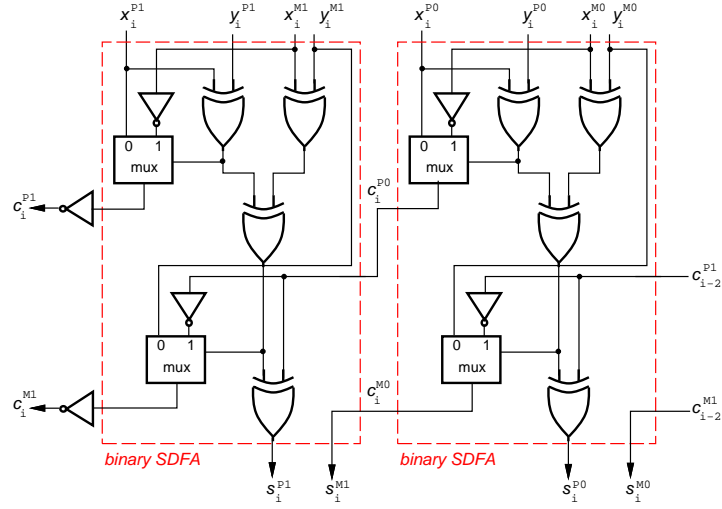 x_i^P1 y_i^P1 x_i^M1 y_i^M1 x_i^P0 y_i^P0 x_i^M0 y_i^M0
0 1 0 1
mux mux
c_i^P0
c_i^P1
c_{i-2}^P1
0 1 0 1
mux mux
c_i^M0
c_i^M1 c_{i-2}^M1
binary SDFA binary SDFA
s_i^P1 s_i^M1 s_i^P0 s_i^M0